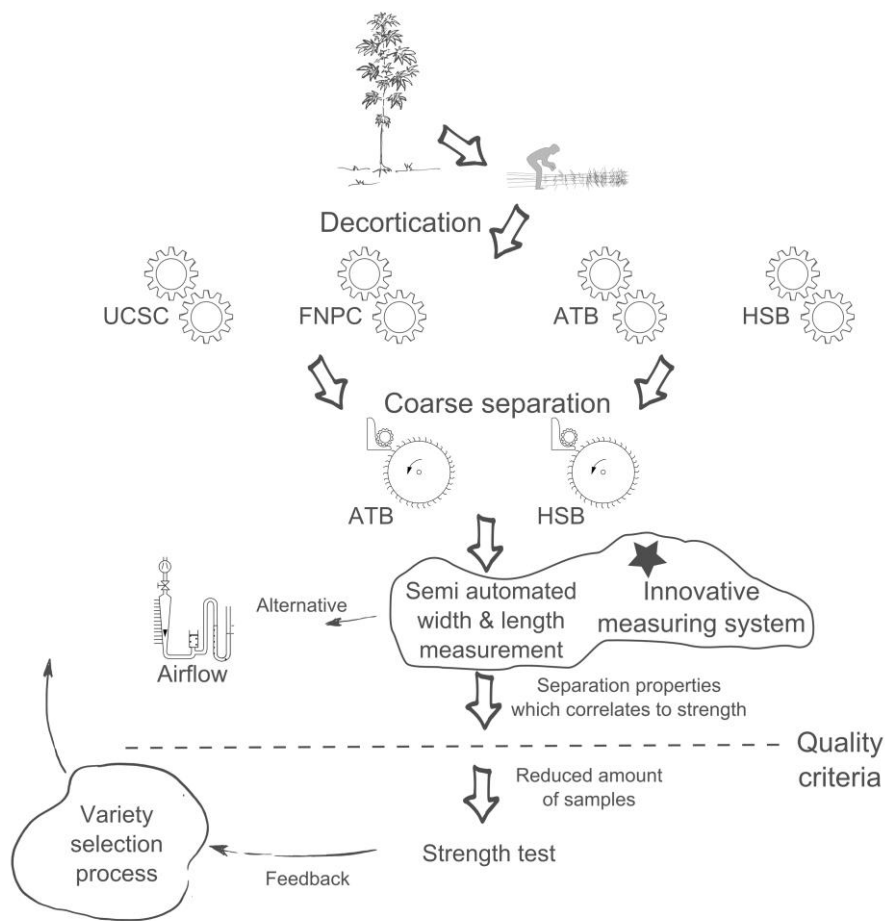 Decortication
UCSC
FNPC
ATB
HSB
Coarse separation
ATB
HSB
Semi automated
width & length
measurement
Innovative
measuring system
Alternative
Airflow
Separation properties
which correlates to strength
Quality
criteria
Reduced amount
of samples
Variety
selection
process
Strength test
Feedback